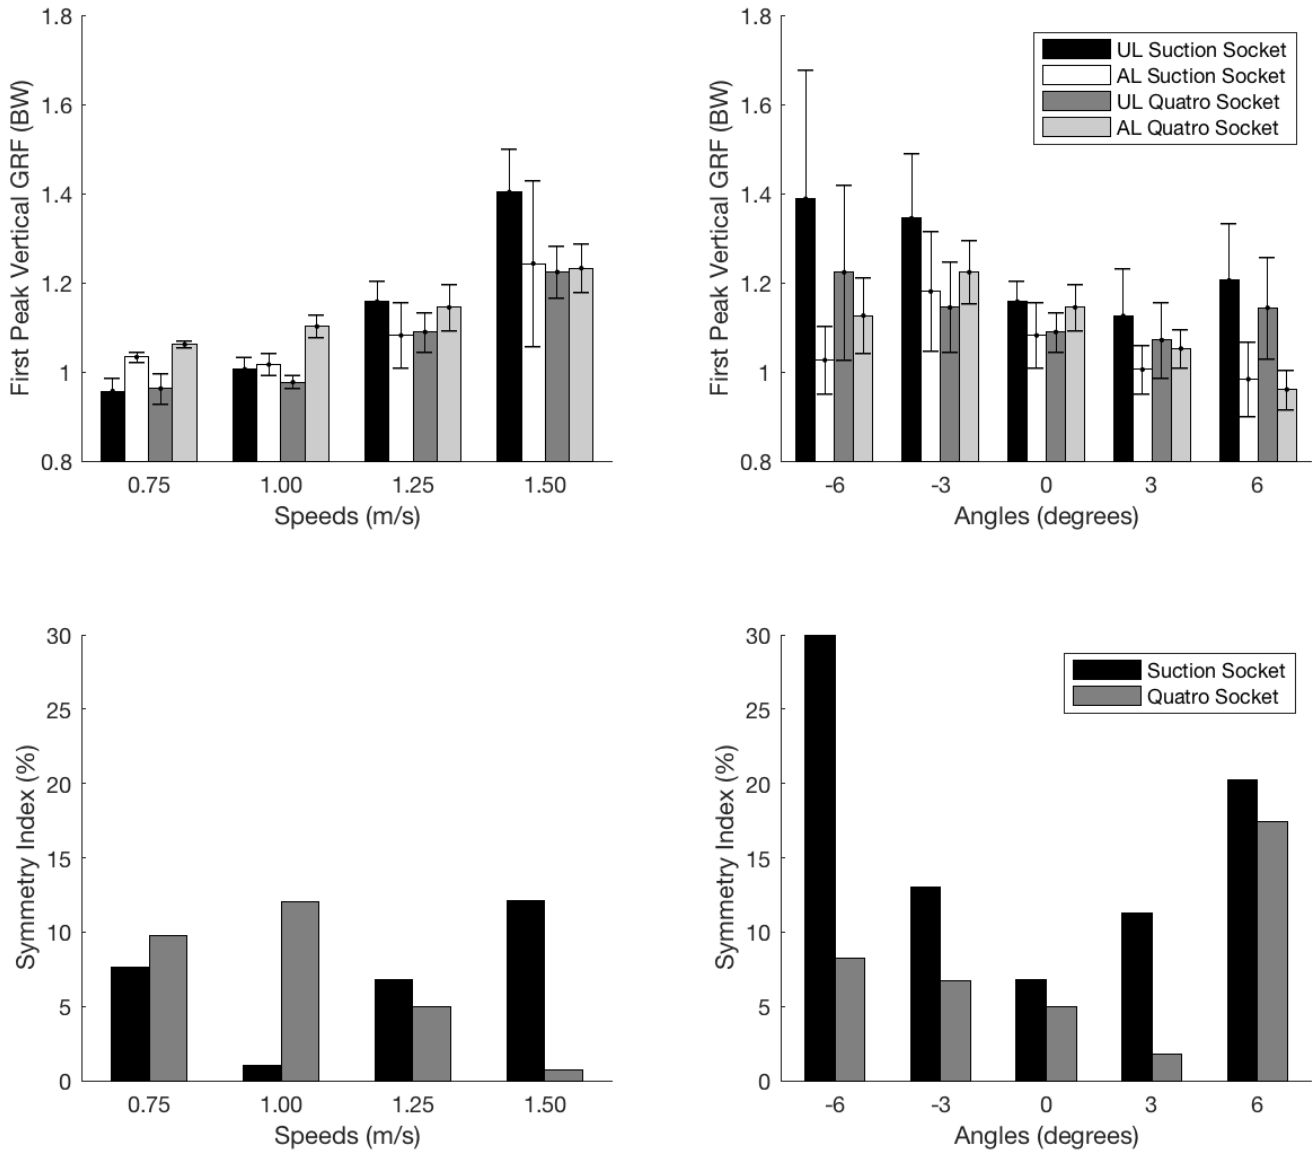 First Peak Vertical GRF (BW)
1.8
1.6
1.4
1.2
1
0.8
0.75 1.00 1.25 1.50
Speeds (m/s)
First Peak Vertical GRF (BW)
1.8
1.6
1.4
1.2
1
0.8
-6 -3 0 3 6
Angles (degrees)
UL Suction Socket
AL Suction Socket
UL Quatro Socket
AL Quatro Socket
Symmetry Index (%)
30
25
20
15
10
5
0
0.75 1.00 1.25 1.50
Speeds (m/s)
Symmetry Index (%)
30
25
20
15
10
5
0
-6 -3 0 3 6
Angles (degrees)
Suction Socket
Quatro Socket